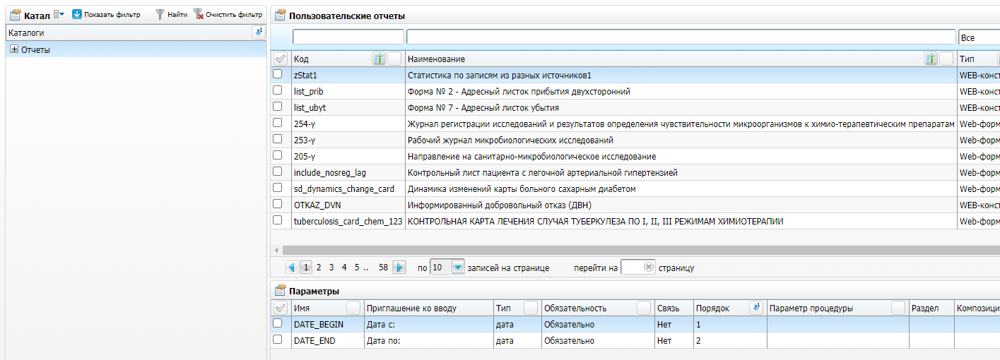 Катал Показать фильтр Найти Очистить фильтр
Каталоги
Отчеты
Пользовательские отчеты
Все
Код Наименование Тип
zStat1 Статистика по записям из разных источников1 WEB-конст
list_prib Форма № 2 - Адресный листок прибытия двухсторонний WEB-конст
list_ubyt Форма № 7 - Адресный листок убытия WEB-конст
254-у Журнал регистрации исследований и результатов определения чувствительности микроорганизмов к химио-терапевтическим препаратам Web-форм
253-у Рабочий журнал микробиологических исследований Web-форм
205-у Направление на санитарно-микробиологическое исследование Web-форм
include_nosreg_lag Контрольный лист пациента с легочной артериальной гипертензией Web-форм
sd_dynamics_change_card Динамика изменений карты больного сахарным диабетом Web-форм
OTKAZ_DVN Информированный добровольный отказ (ДВН) WEB-конст
tuberculosis_card_chem_123 КОНТРОЛЬНАЯ КАРТА ЛЕЧЕНИЯ СЛУЧАЯ ТУБЕРКУЛЕЗА ПО I, II, III РЕЖИМАМ ХИМИОТЕРАПИИ Web-форм
1 2 3 4 5 .. 58 по 10 записей на странице перейти на страницу
Параметры
Имя Приглашение ко вводу Тип Обязательность Связь Порядок Параметр процедуры Раздел Композици
DATE_BEGIN Дата с: дата Обязательно Нет 1
DATE_END Дата по: дата Обязательно Нет 2